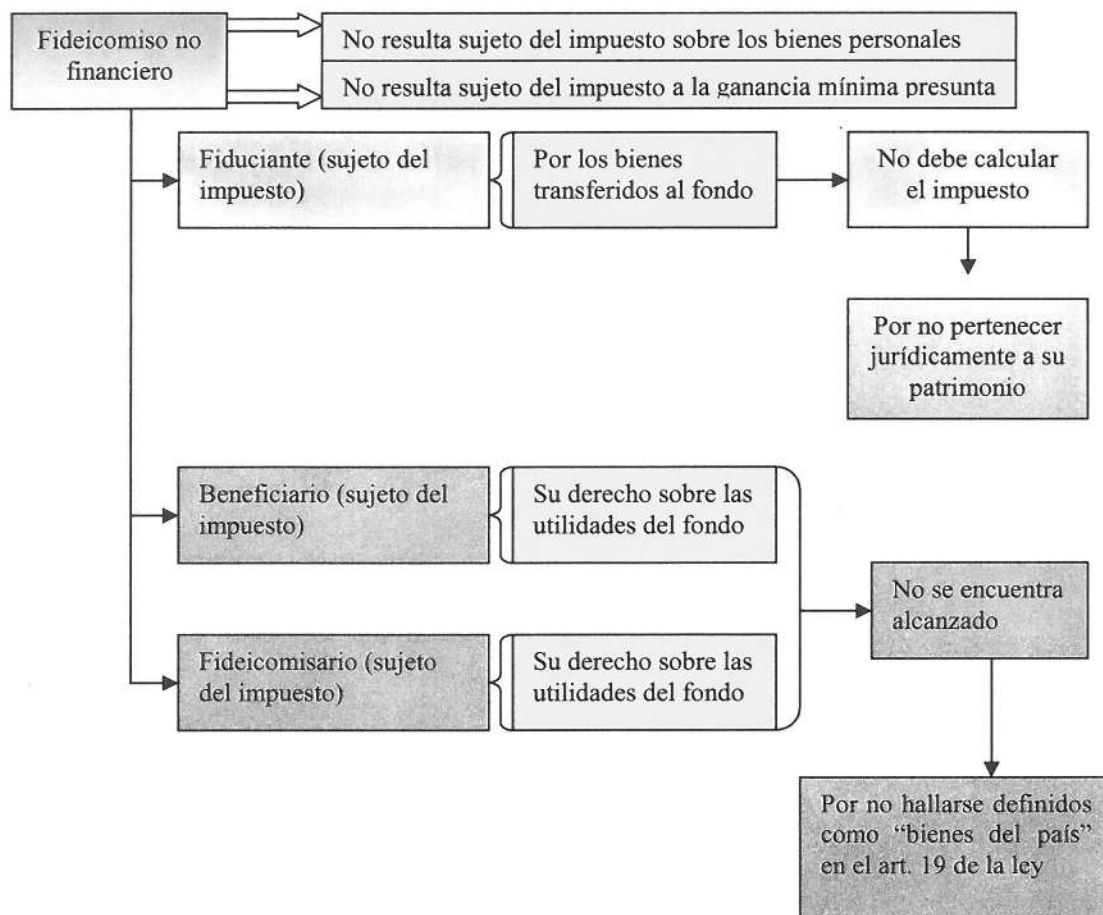 Fideicomiso no
financiero
No resulta sujeto del impuesto sobre los bienes personales
No resulta sujeto del impuesto a la ganancia mínima presunta
Fiduciante (sujeto del
impuesto)
Por los bienes
transferidos al fondo
No debe calcular
el impuesto
Por no pertenecer
jurídicamente a su
patrimonio
Beneficiario (sujeto del
impuesto)
Su derecho sobre las
utilidades del fondo
No se encuentra
alcanzado
Fideicomisario (sujeto
del impuesto)
Su derecho sobre las
utilidades del fondo
Por no hallarse definidos
como “bienes del país”
en el art. 19 de la ley